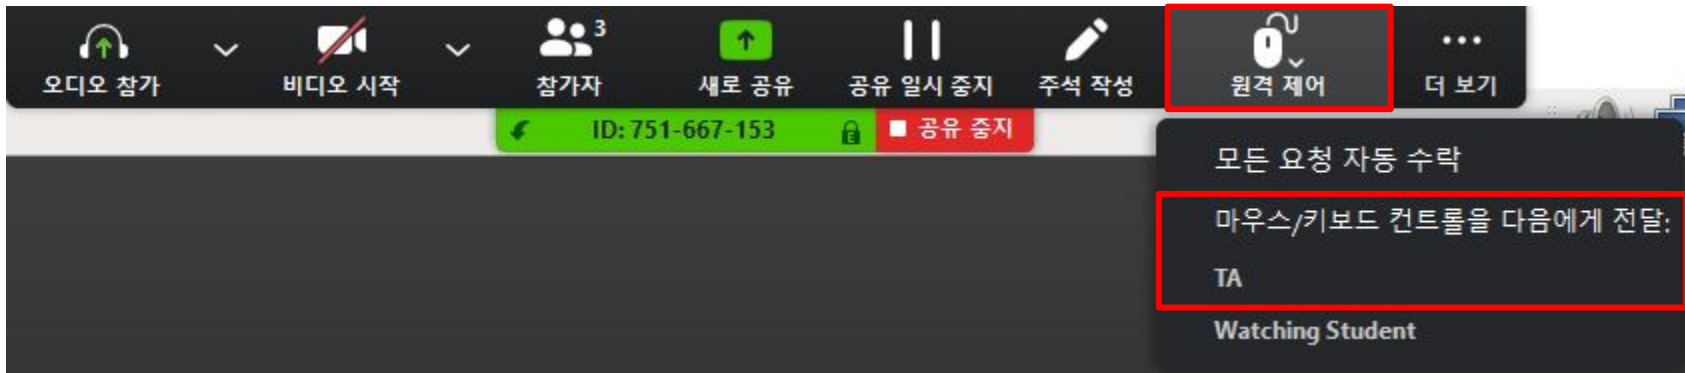 3
오디오 참가 비디오 시작 참가자 새로 공유 공유 일시 중지 주석 작성 원격 제어 더 보기
ID: 751-667-153 E 공유 중지
모든 요청 자동 수락
마우스/키보드 컨트롤을 다음에게 전달:
TA
Watching Student